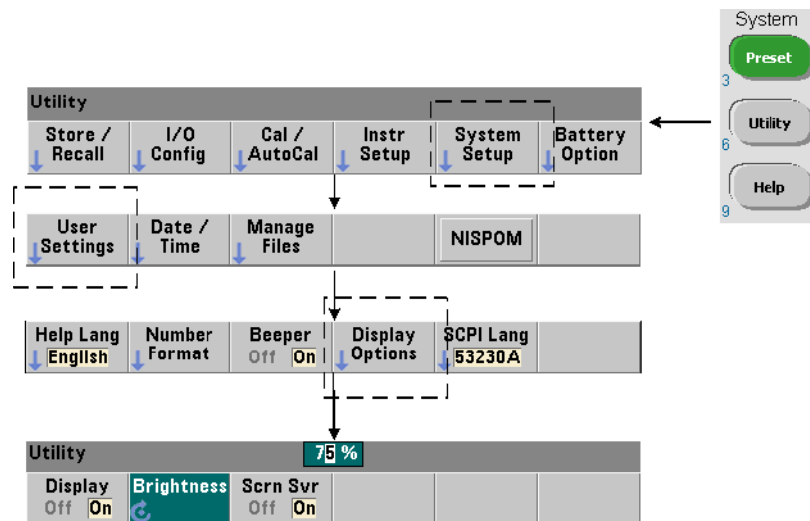 System
Preset
3
Utility
6
Help
9
Utility
Store / Recall
I/O Config
Cal / AutoCal
Instr Setup
System Setup
Battery Option
User Settings
Date / Time
Manage Files
NISPOM
Help Lang
English
Number Format
Beeper
Off On
Display Options
SCPI Lang
53230A
Utility
75 %
Display
Off On
Brightness
Scrn Svr
Off On